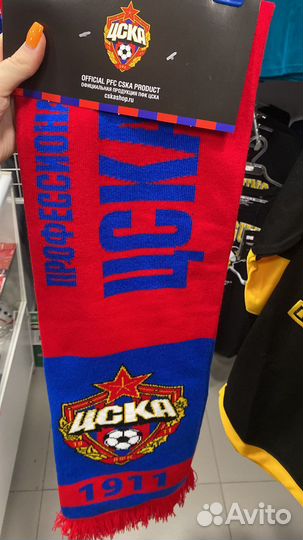 ЦСКА
OFFICIAL PFC CSKA PRODUCT
ОФИЦИАЛЬНАЯ ПРОДУКЦИЯ ПФК ЦСКА
cskashop.ru
ПРОФЕССИОН
ЦСКА
ЦСКА
1911
Avito